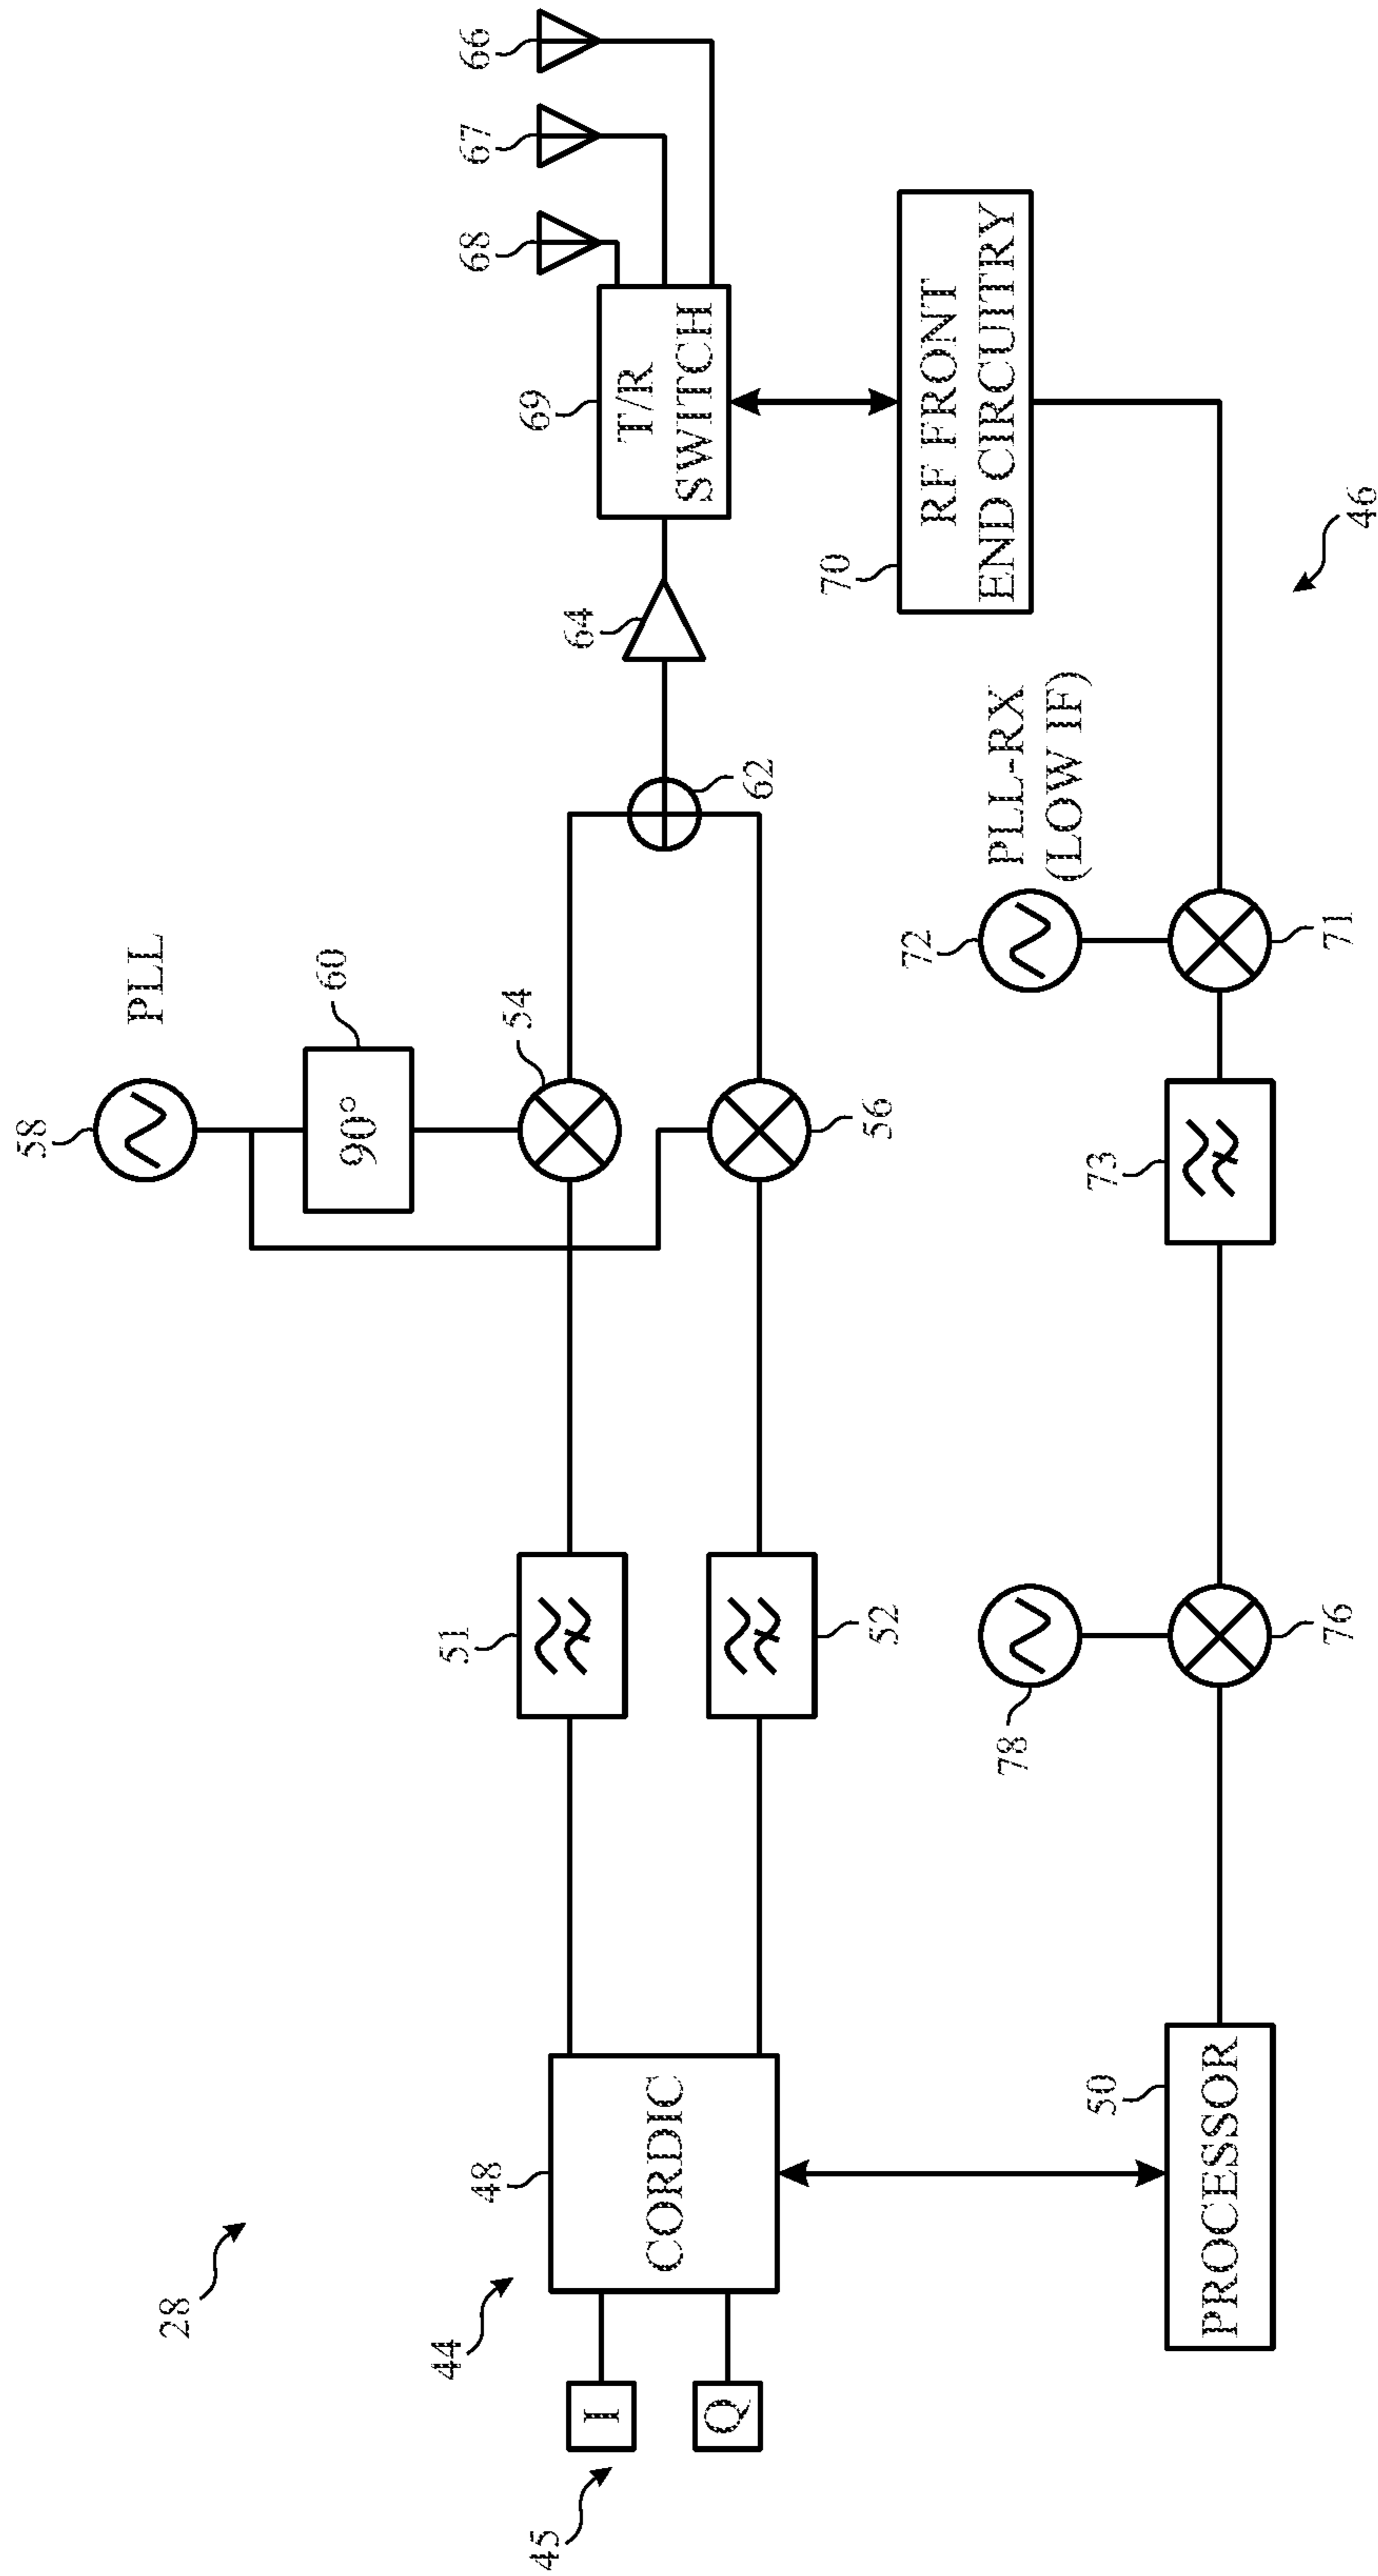 28
58
PLL
60
90°
54
44
45
I
Q
48
CORDIC
51
52
56
62
64
69
T/R
SWITCH
68
67
66
70
RF FRONT
END CIRCUITRY
46
50
PROCESSOR
78
76
73
72
PLL-RX
(LOW IF)
71